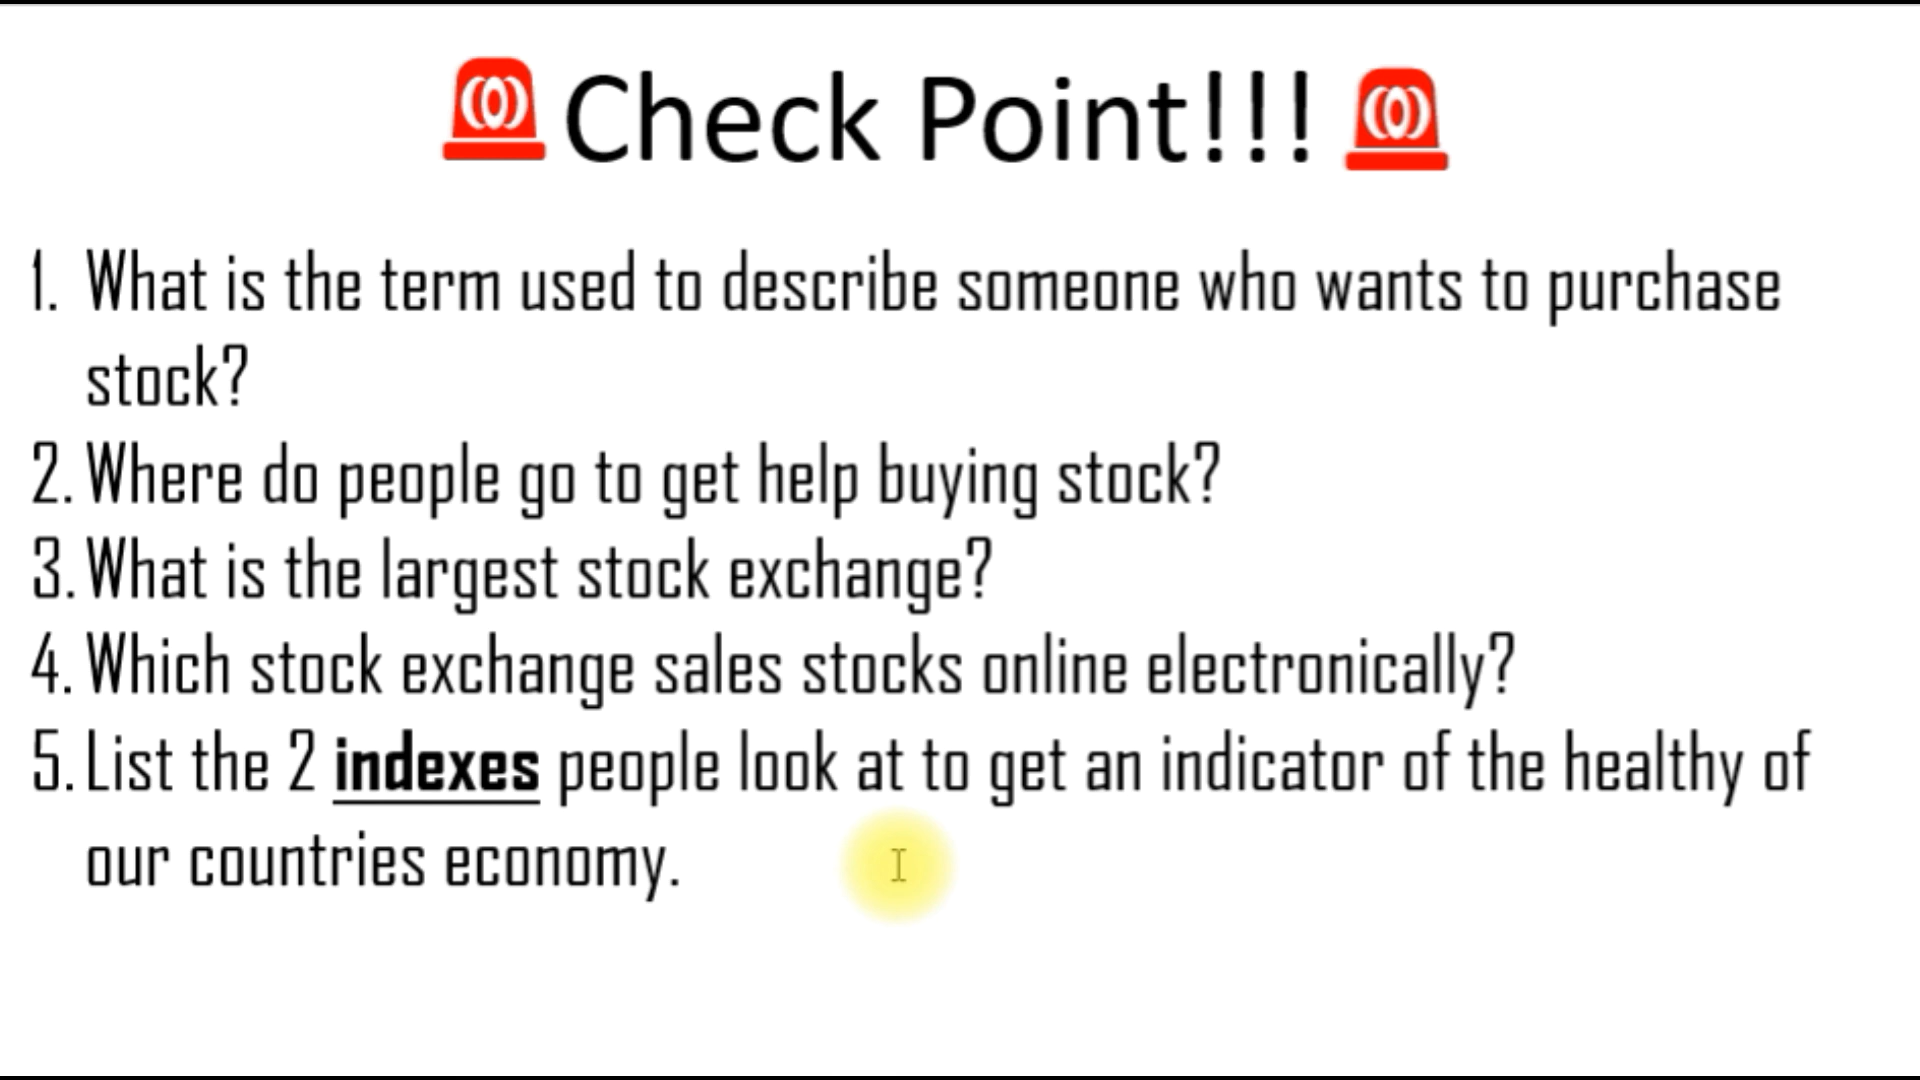 Check Point!!!
1. What is the term used to describe someone who wants to purchase
stock?
2. Where do people go to get help buying stock?
3. What is the largest stock exchange?
4. Which stock exchange sales stocks online electronically?
5. List the 2 indexes people look at to get an indicator of the healthy of
our countries economy.